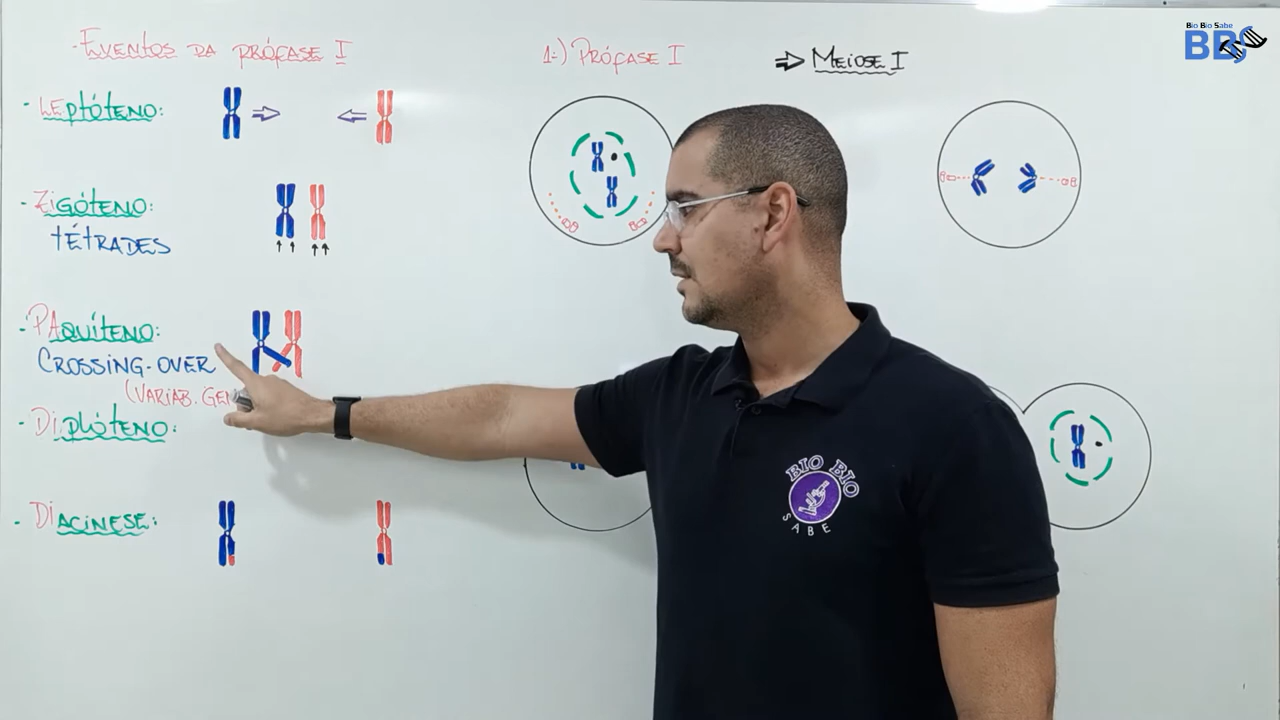 - Eventos da prófase I
- Leptóteno:
- Zigóteno:
Tétrades
- Paquíteno:
Crossing-over
(Variab. Gen
- Diplóteno:
- Diacinese:
1-) Prófase I
⇒ Meiose I
Bio Bio Sabe
BBS
BIO BIO
SABE